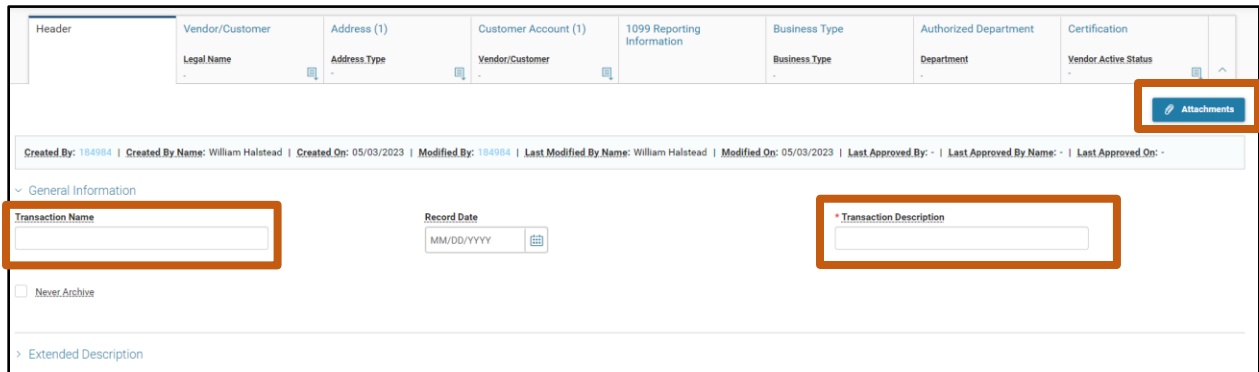 Header
Vendor/Customer
Address (1)
Customer Account (1)
1099 Reporting
Information
Business Type
Authorized Department
Certification
Legal Name
Address Type
Vendor/Customer
Business Type
Department
Vendor Active Status
-
-
-
-
-
-
Attachments
Created By: 184984 | Created By Name: William Halstead | Created On: 05/03/2023 | Modified By: 184984 | Last Modified By Name: William Halstead | Modified On: 05/03/2023 | Last Approved By: - | Last Approved By Name: - | Last Approved On: -
General Information
Transaction Name
Record Date
* Transaction Description
MM/DD/YYYY
Never Archive
Extended Description